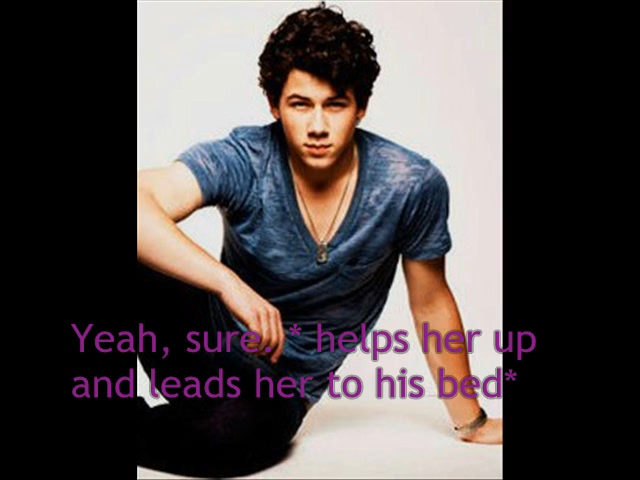 Yeah, sure. * helps her up
and leads her to his bed*